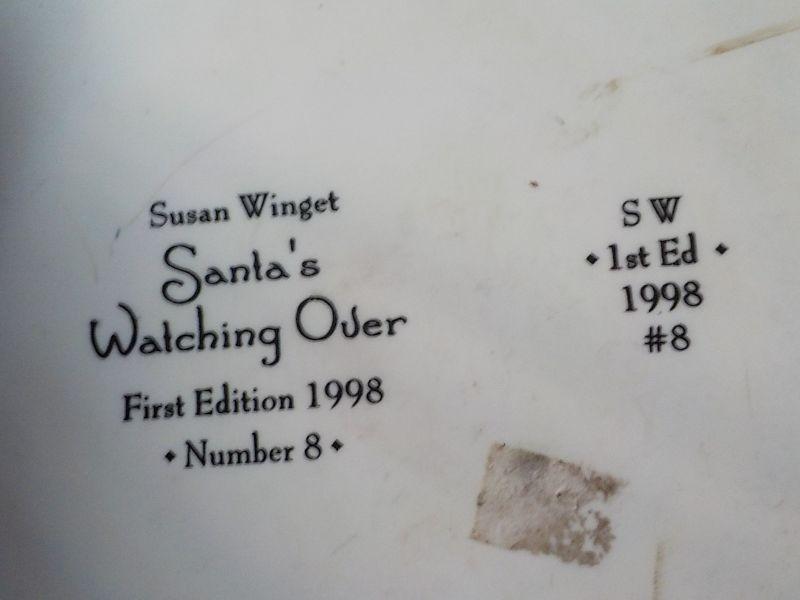 Susan Winget
Santa's
Watching Over
First Edition 1998
• Number 8 •
S W
• 1st Ed •
1998
#8